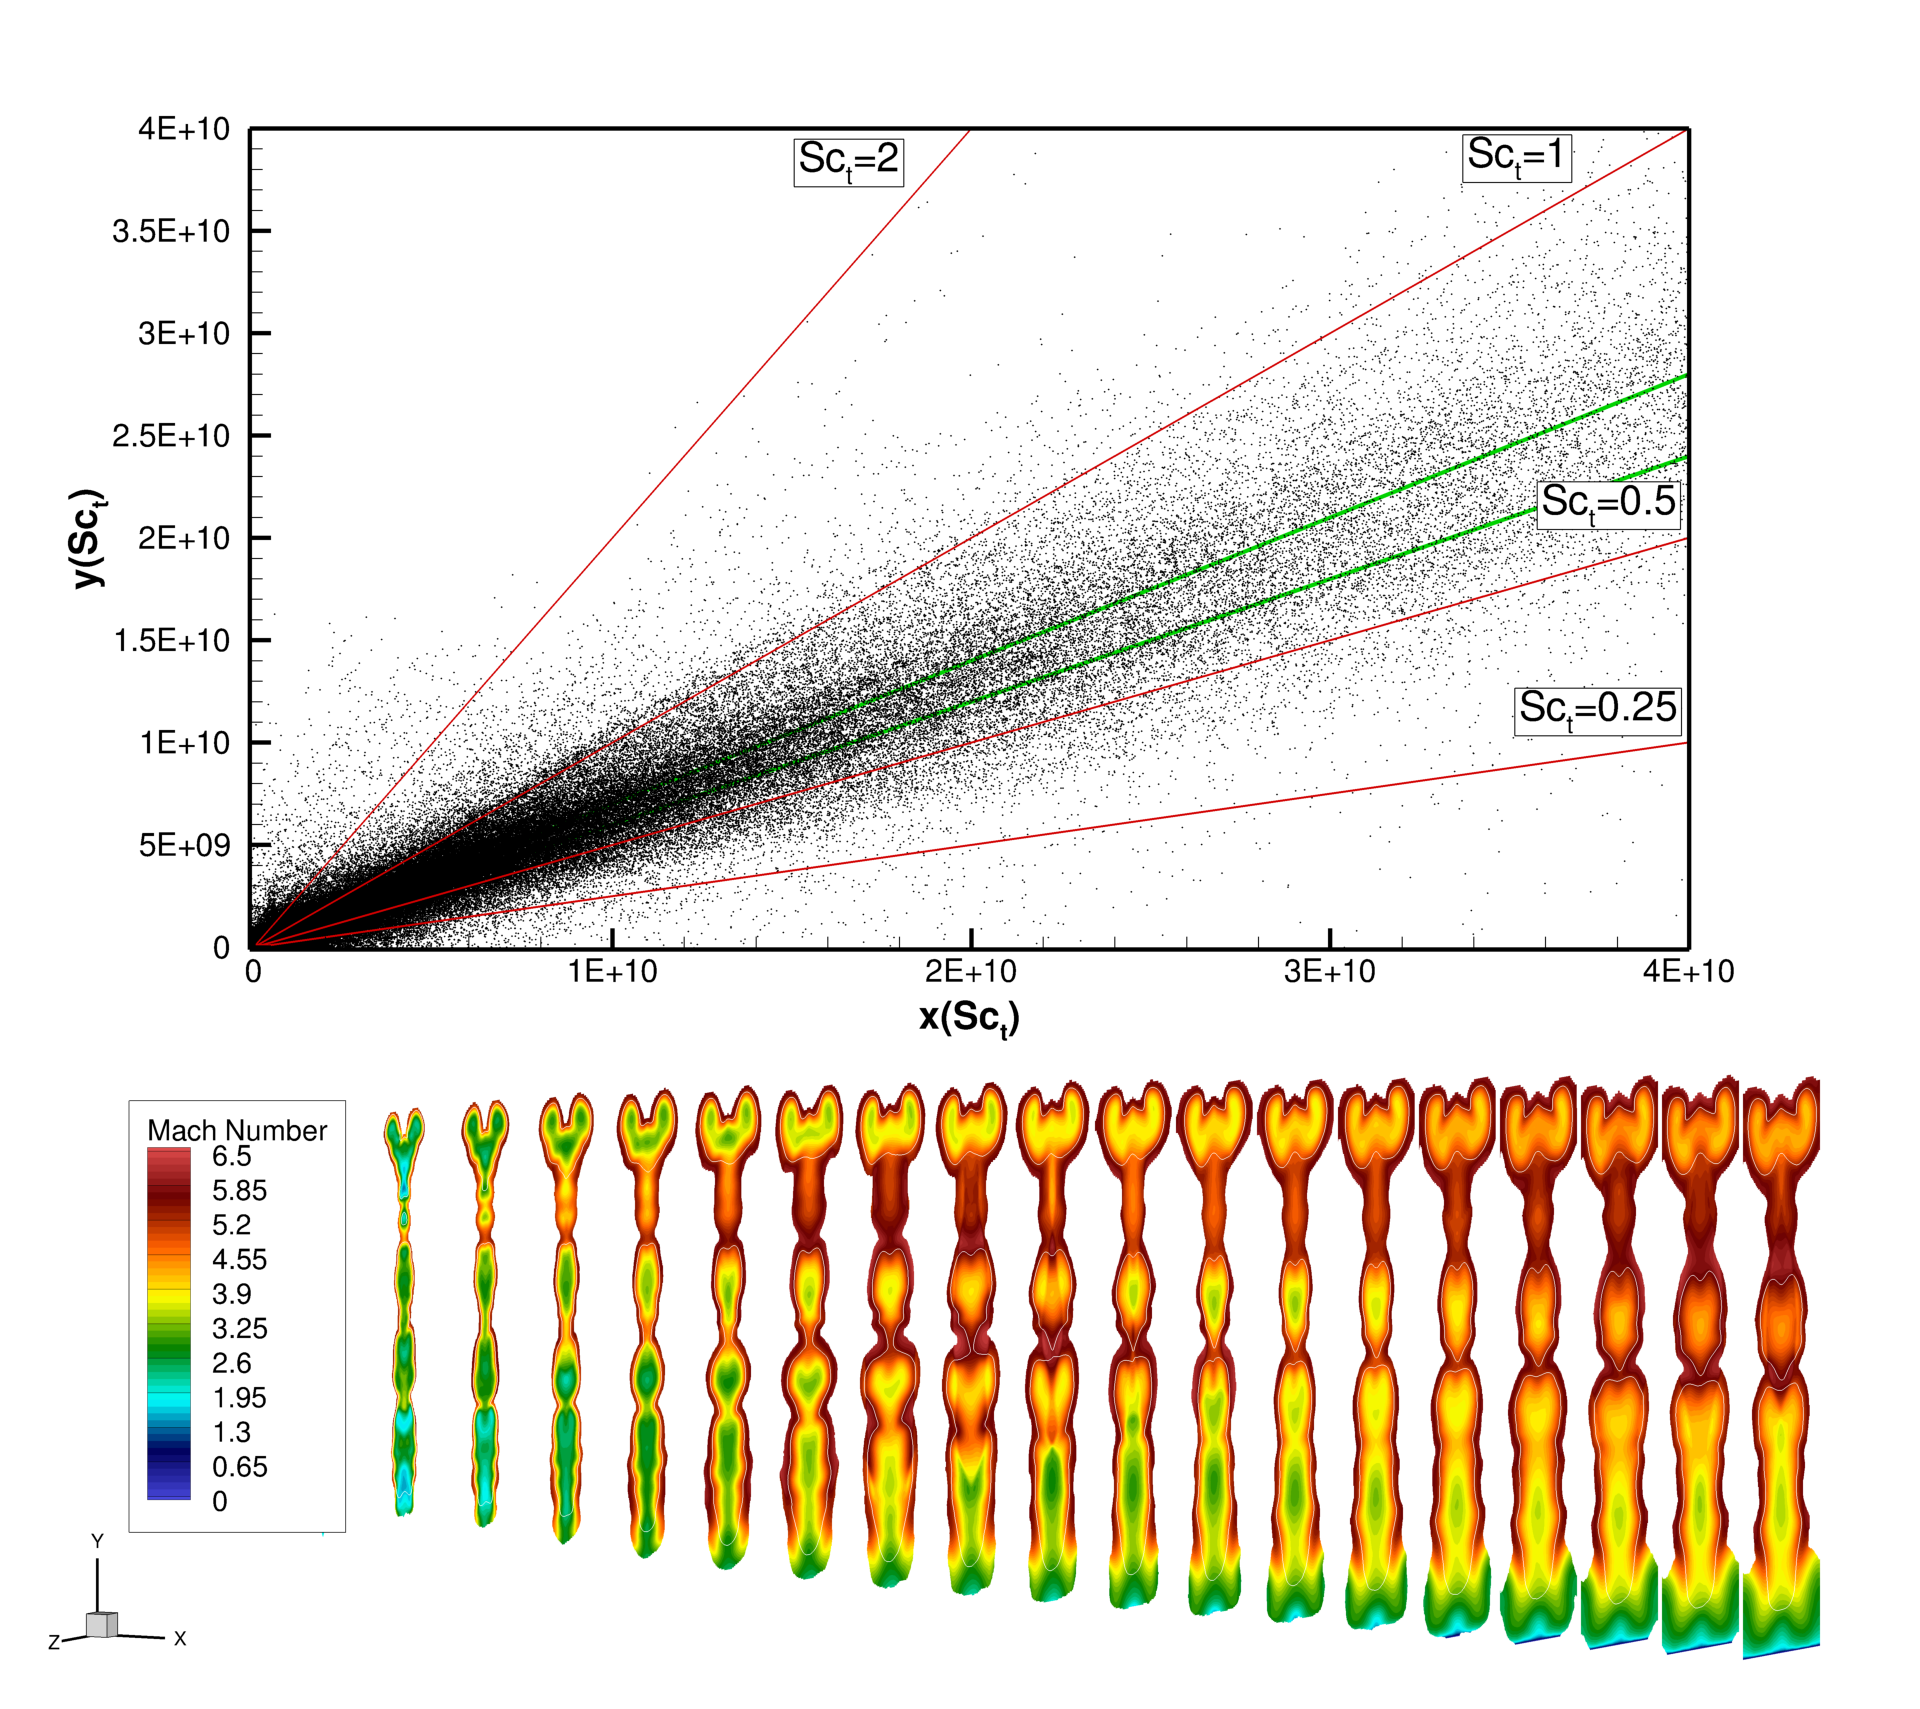 4E+10
3.5E+10
3E+10
2.5E+10
2E+10
1.5E+10
1E+10
5E+09
0
y(Sct)
Sct=2
Sct=1
Sct=0.5
Sct=0.25
0 1E+10 2E+10 3E+10 4E+10
x(Sct)
Mach Number
6.5
5.85
5.2
4.55
3.9
3.25
2.6
1.95
1.3
0.65
0
Y
Z X